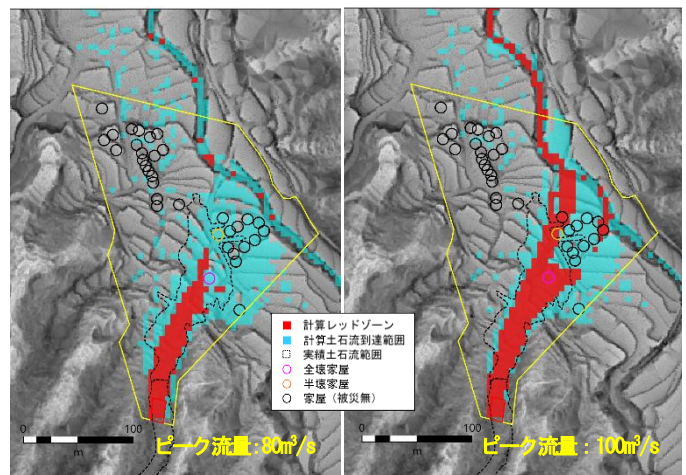 計算レッドゾーン
計算土石流到達範囲
実績土石流範囲
全壊家屋
半壊家屋
家屋（被災無）
0 100
m
ピーク流量：80m³/s
0 100
m
ピーク流量：100m³/s